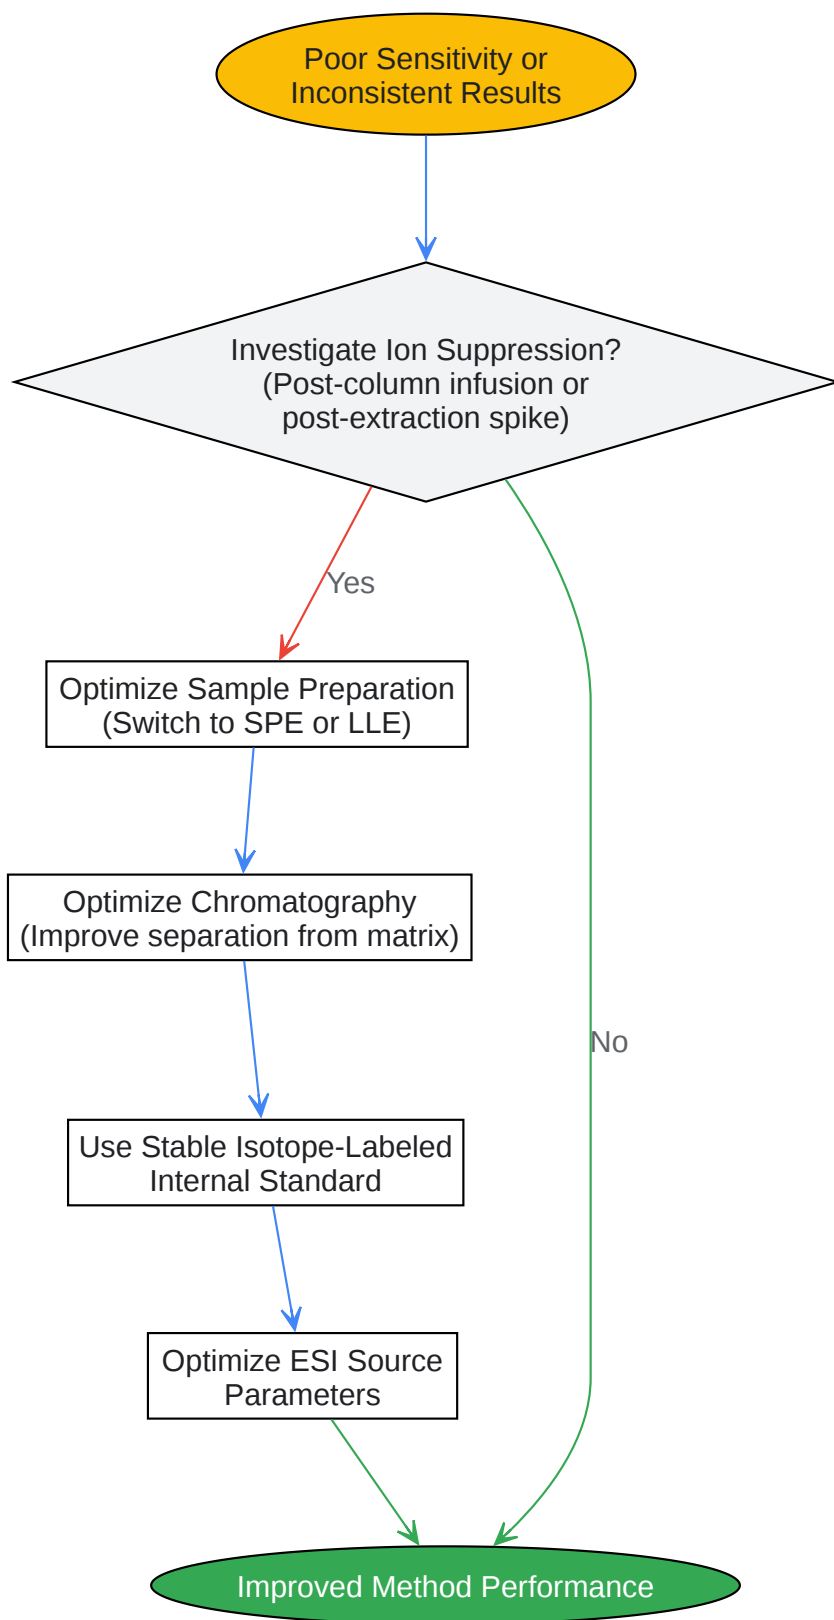 Poor Sensitivity or
Inconsistent Results
Investigate Ion Suppression?
(Post-column infusion or
post-extraction spike)
Yes
Optimize Sample Preparation
(Switch to SPE or LLE)
Optimize Chromatography
(Improve separation from matrix)
No
Use Stable Isotope-Labeled
Internal Standard
Optimize ESI Source
Parameters
Improved Method Performance